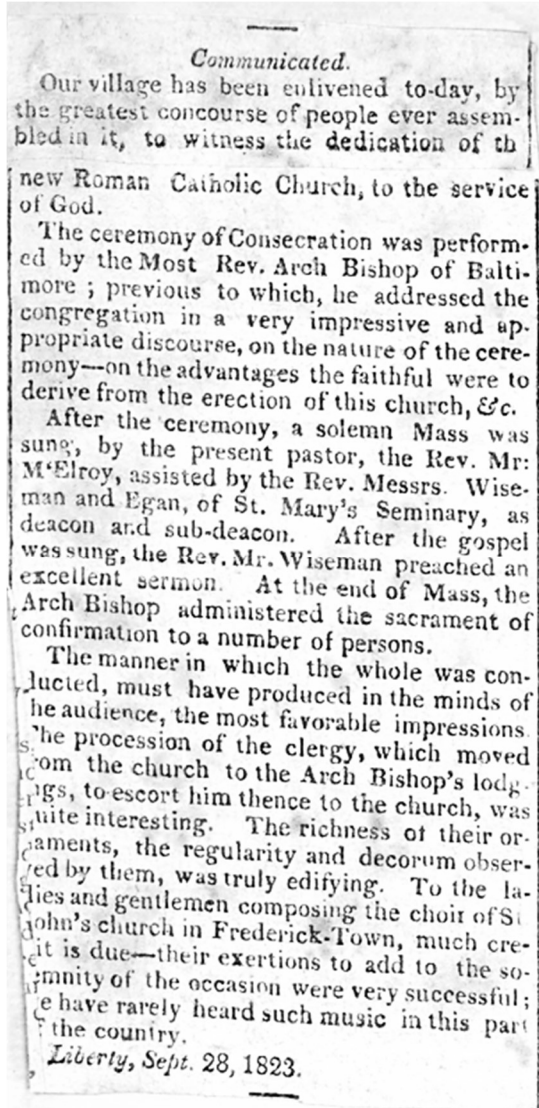 Communicated.
Our village has been enlivened to-day, by
the greatest concourse of people ever assem-
bled in it, to witness the dedication of th
new Roman Catholic Church, to the service
of God.
The ceremony of Consecration was perform-
ed by the Most Rev. Arch Bishop of Balti-
more ; previous to which, he addressed the
congregation in a very impressive and ap-
propriate discourse, on the nature of the cere-
mony—on the advantages the faithful were to
derive from the erection of this church, &c.
After the ceremony, a solemn Mass was
sung, by the present pastor, the Rev. Mr:
M'Elroy, assisted by the Rev. Messrs. Wise-
man and Egan, of St. Mary's Seminary, as
deacon and sub-deacon. After the gospel
was sung, the Rev. Mr. Wiseman preached an
excellent sermon. At the end of Mass, the
Arch Bishop administered the sacrament of
confirmation to a number of persons.
The manner in which the whole was con-
ducted, must have produced in the minds of
he audience, the most favorable impressions.
he procession of the clergy, which moved
rom the church to the Arch Bishop's lodg-
ngs, to escort him thence to the church, was
uite interesting. The richness of their or-
aments, the regularity and decorum obser-
ved by them, was truly edifying. To the la-
dies and gentlemen composing the choir of St
John's church in Frederick-Town, much cre-
it is due—their exertions to add to the so-
emnity of the occasion were very successful ;
e have rarely heard such music in this part
the country.
Liberty, Sept. 28, 1823.